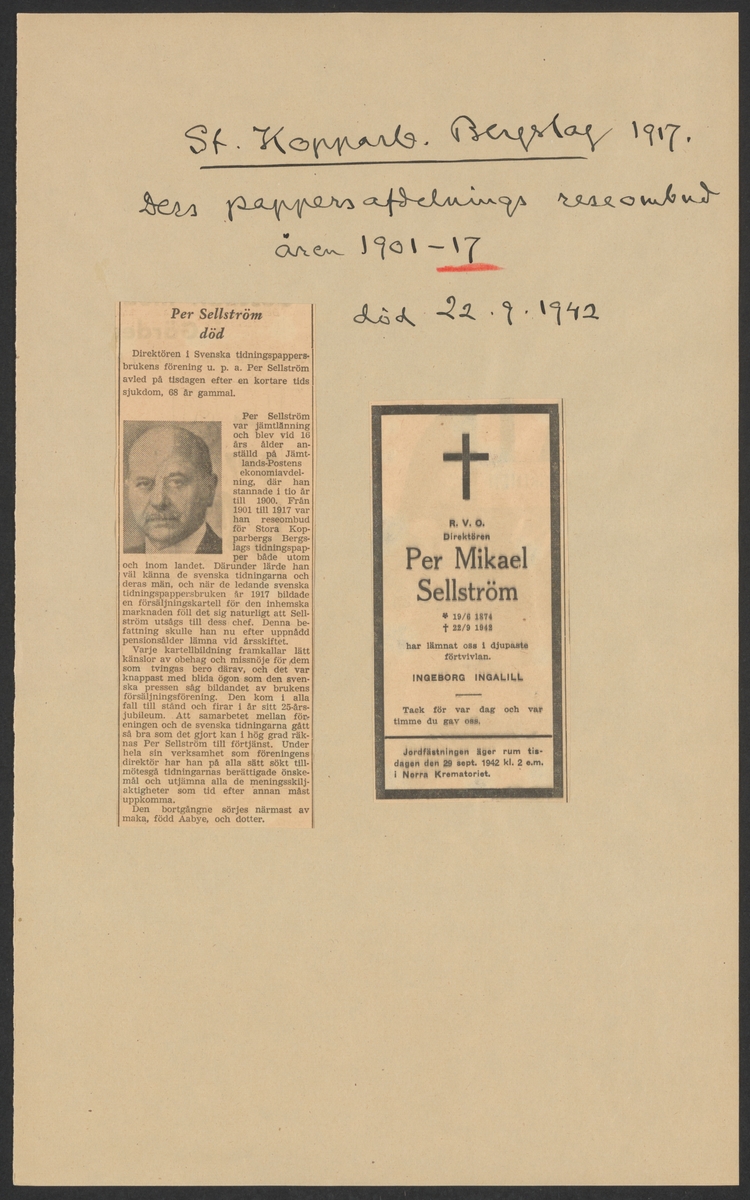 St. Kopparb. Bergslag 1917.
Dess pappersafdelnings reseombud
åren 1901-17
död 22.9.1942
Per Sellström
död
Direktören i Svenska tidningspappers-
brukens förening u. p. a. Per Sellström
avled på tisdagen efter en kortare tids
sjukdom, 68 år gammal.
Per Sellström
var jämtlänning
och blev vid 16
års ålder an-
ställd på Jämt-
lands-Postens
ekonomiavdel-
ning, där han
stannade i tio år
till 1900. Från
1901 till 1917 var
han reseombud
för Stora Kop-
parbergs Bergs-
lags tidningspap-
per både utom
och inom landet. Därunder lärde han
väl känna de svenska tidningarna och
deras män, och när de ledande svenska
tidningspappersbruken år 1917 bildade
en försäljningskartell för den inhemska
marknaden föll det sig naturligt att Sell-
ström utsågs till dess chef. Denna be-
fattning skulle han nu efter uppnådd
pensionsålder lämna vid årsskiftet.
Varje kartellbildning framkallar lätt
känslor av obehag och missnöje för dem
som tvingas bero därav, och det var
knappast med blida ögon som den sven-
ska pressen såg bildandet av brukens
försäljningsförening. Den kom i alla
fall till stånd och firar i år sitt 25-års-
jubileum. Att samarbetet mellan för-
eningen och de svenska tidningarna gått
så bra som det gjort kan i hög grad räk-
nas Per Sellström till förtjänst. Under
hela sin verksamhet som föreningens
direktör har han på alla sätt sökt till-
mötesgå tidningarnas berättigade önske-
mål och utjämna alla de meningsskilj-
aktigheter som tid efter annan måst
uppkomma.
Den bortgångne sörjes närmast av
maka, född Aabye, och dotter.
R. V. O.
Direktören
Per Mikael
Sellström
* 19/6 1874
† 22/9 1942
har lämnat oss i djupaste
förtvivlan.
INGEBORG INGALILL
Tack för var dag och var
timme du gav oss.
Jordfästningen äger rum tis-
dagen den 29 sept. 1942 kl. 2 e.m.
i Norra Krematoriet.